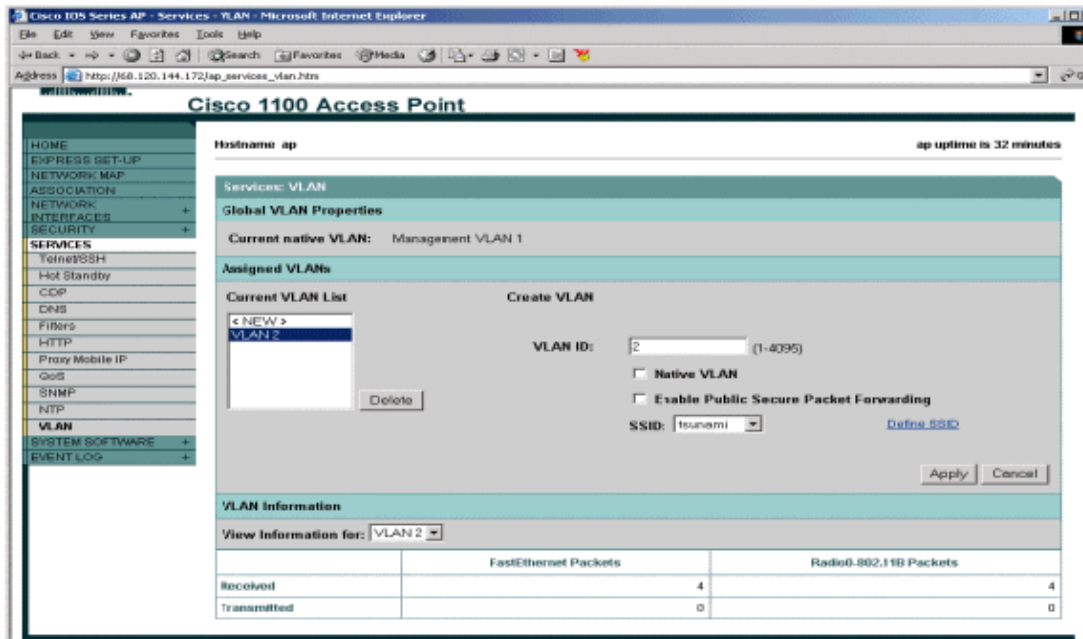 Cisco IOS Series AP - Services - VLAN - Microsoft Internet Explorer
File Edit View Favorites Tools Help
Back Search Favorites Media
Address http://60.120.144.172/ap_services_vlan.htm
Cisco 1100 Access Point
HOME
EXPRESS SET-UP
NETWORK MAP
ASSOCIATION
NETWORK INTERFACES +
SECURITY +
SERVICES
Telnet/SSH
Hot Standby
CDP
DNS
Filters
HTTP
Proxy Mobile IP
QoS
SNMP
NTP
VLAN
SYSTEM SOFTWARE +
EVENT LOG +
Hostname ap ap uptime is 32 minutes
Services: VLAN
Global VLAN Properties
Current native VLAN: Management VLAN 1
Assigned VLANs
Current VLAN List Create VLAN
< NEW >
VLAN 2
Delete
VLAN ID: 2 (1-4095)
Native VLAN
Enable Public Secure Packet Forwarding
SSID: tsunami Define SSID
Apply Cancel
VLAN Information
View Information for: VLAN 2
FastEthernet Packets Radio0-802.11B Packets
Received 4 4
Transmitted 0 0